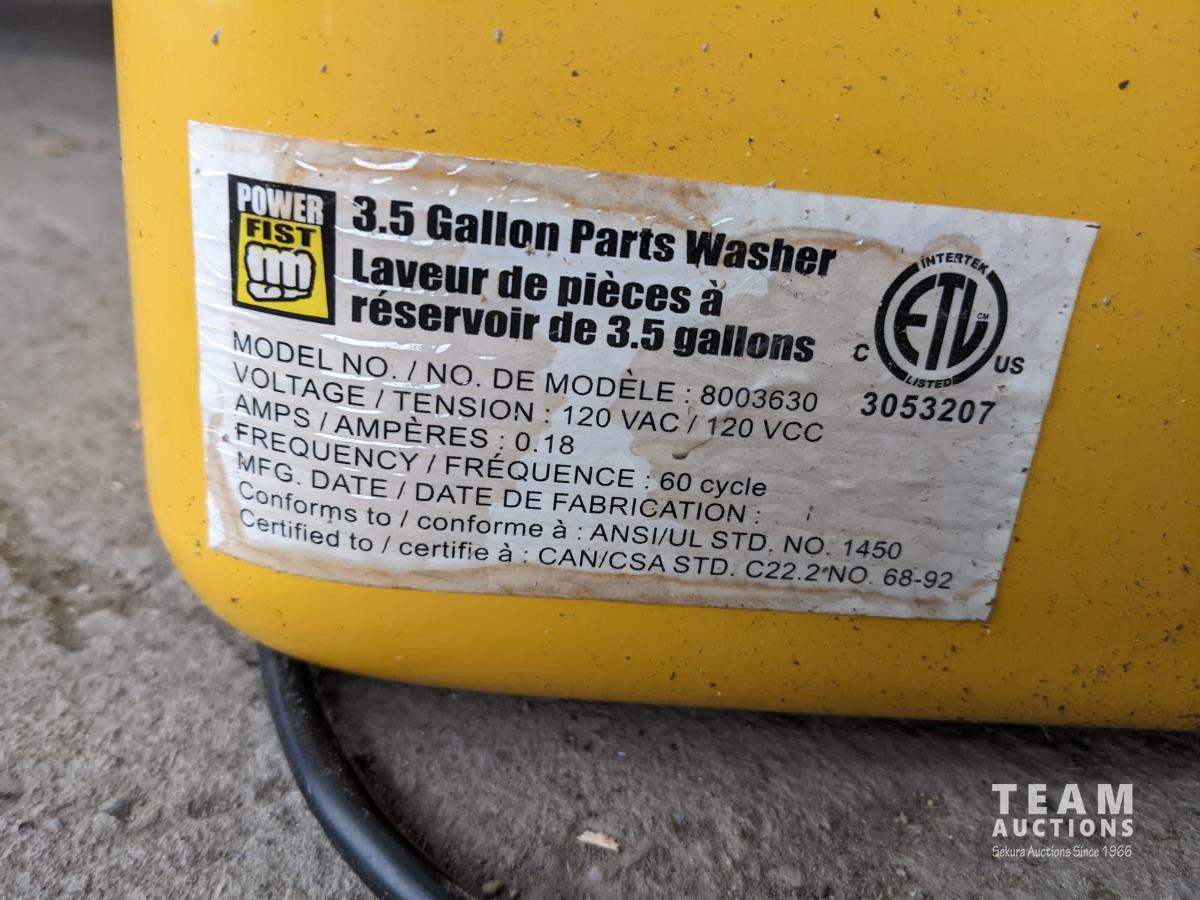 POWER
FIST
3.5 Gallon Parts Washer
Laveur de pièces à
réservoir de 3.5 gallons
MODEL NO. / NO. DE MODÈLE : 8003630
VOLTAGE / TENSION : 120 VAC / 120 VCC
AMPS / AMPÈRES : 0.18
FREQUENCY / FRÉQUENCE : 60 cycle
MFG. DATE / DATE DE FABRICATION :
Conforms to / conforme à : ANSI/UL STD. NO. 1450
Certified to / certifie à : CAN/CSA STD. C22.2 NO. 68-92
INTERTEK
ETL CM
C US
LISTED
3053207
TEAM
AUCTIONS
Sekura Auctions Since 1966